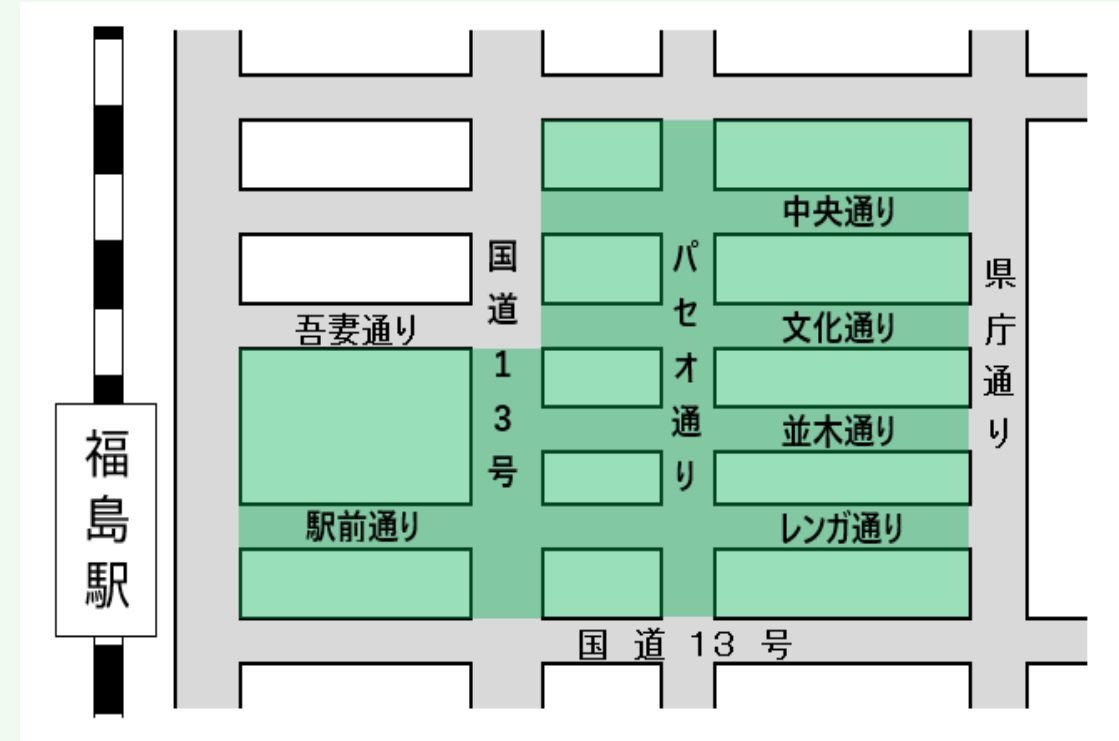 福島駅
吾妻通り
駅前通り
国道13号
パセオ通り
中央通り
文化通り
並木通り
レンガ通り
県庁通り
国道13号